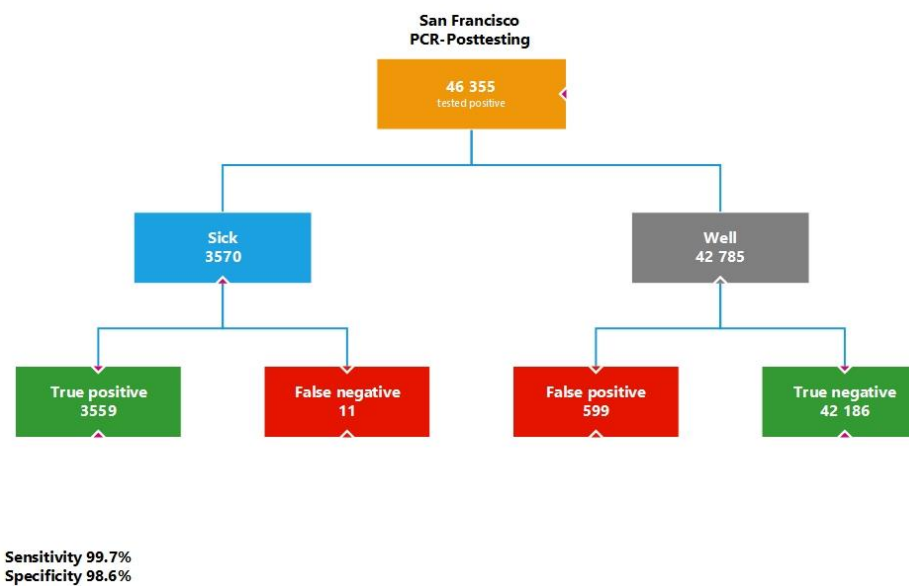 San Francisco
PCR-Posttesting
46 355
tested positive
Sick
3570
Well
42 785
True positive
3559
False negative
11
False positive
599
True negative
42 186
Sensitivity 99.7%
Specificity 98.6%